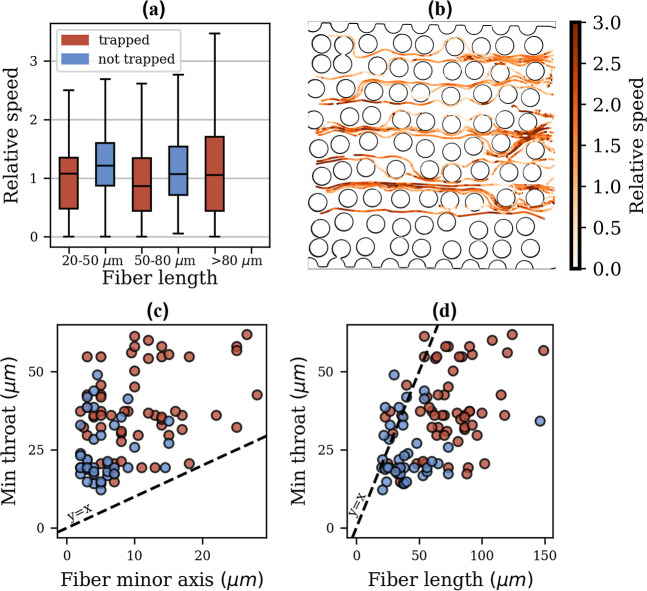 (a)
trapped
not trapped
Relative speed
3
2
1
0
20-50 μm
50-80 μm
>80 μm
Fiber length
(b)
3.0
2.5
2.0
1.5
1.0
0.5
0.0
Relative speed
(c)
Min throat (μm)
50
25
0
y=x
0
10
20
Fiber minor axis (μm)
(d)
Min throat (μm)
50
25
0
y=x
0
50
100
150
Fiber length (μm)